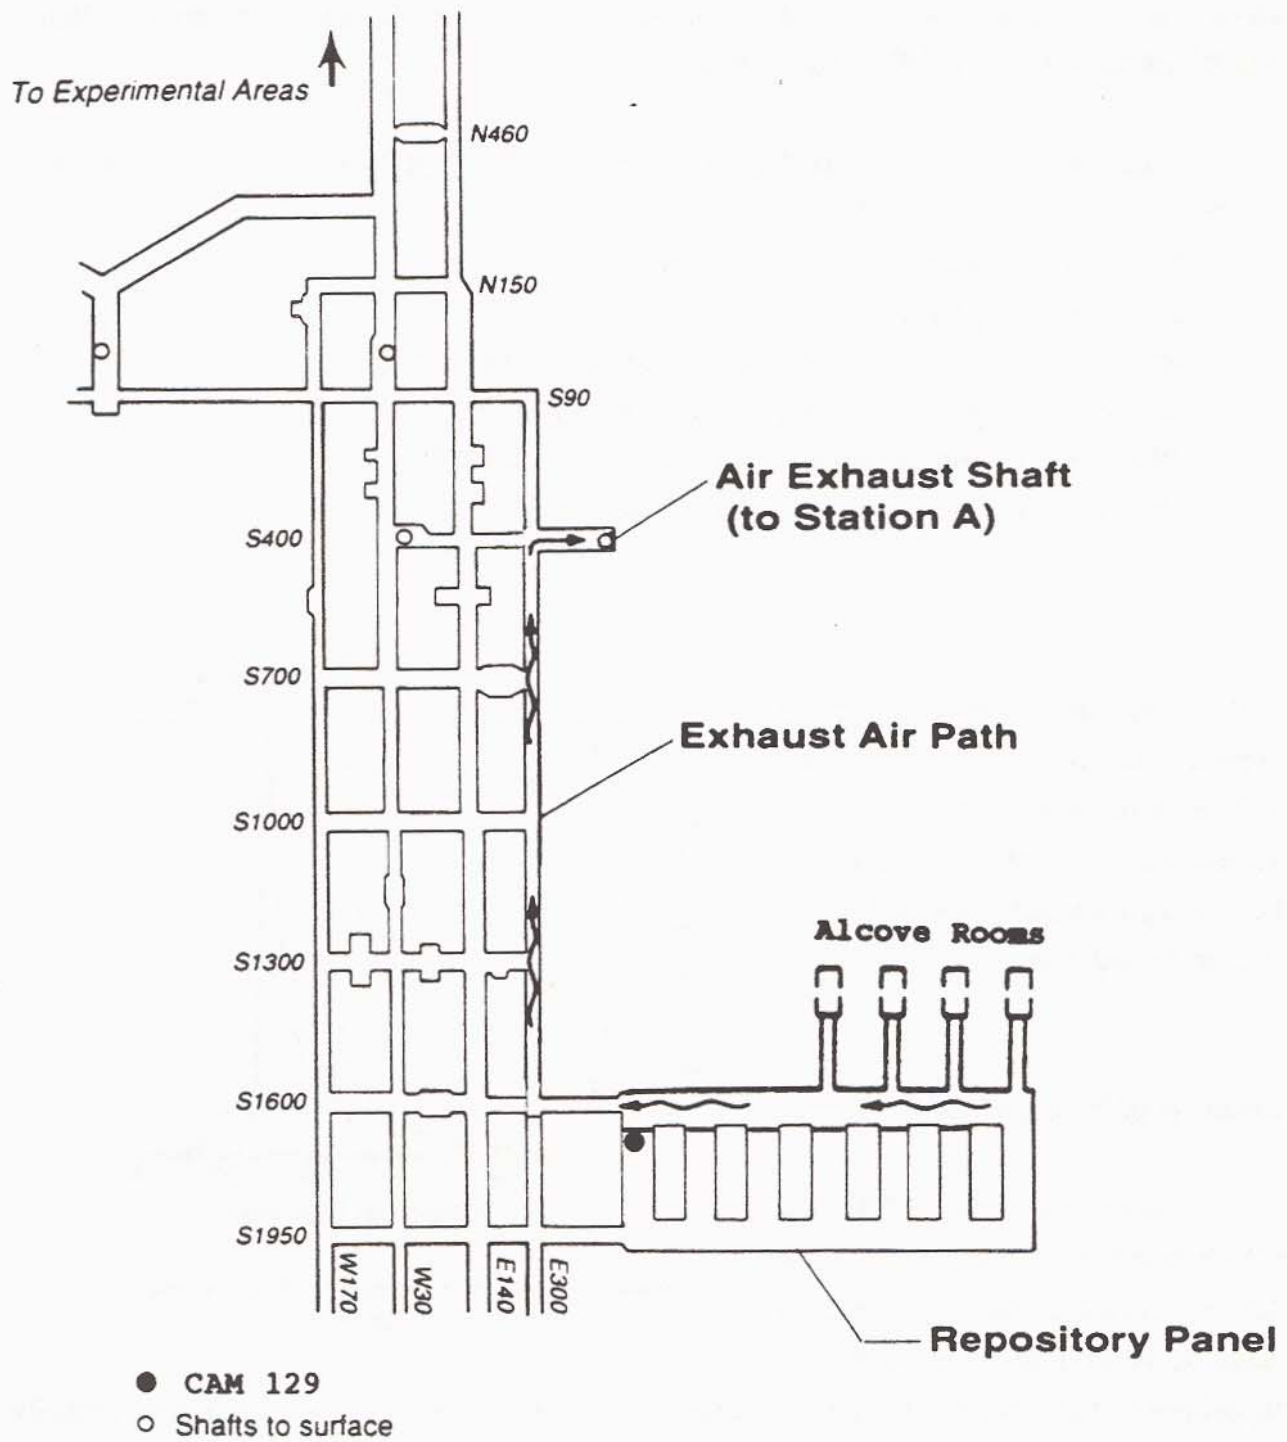 To Experimental Areas
N460
N150
S90
Air Exhaust Shaft
(to Station A)
S400
S700
Exhaust Air Path
S1000
Alcove Rooms
S1300
S1600
S1950
W170
W30
E140
E300
Repository Panel
CAM 129
Shafts to surface